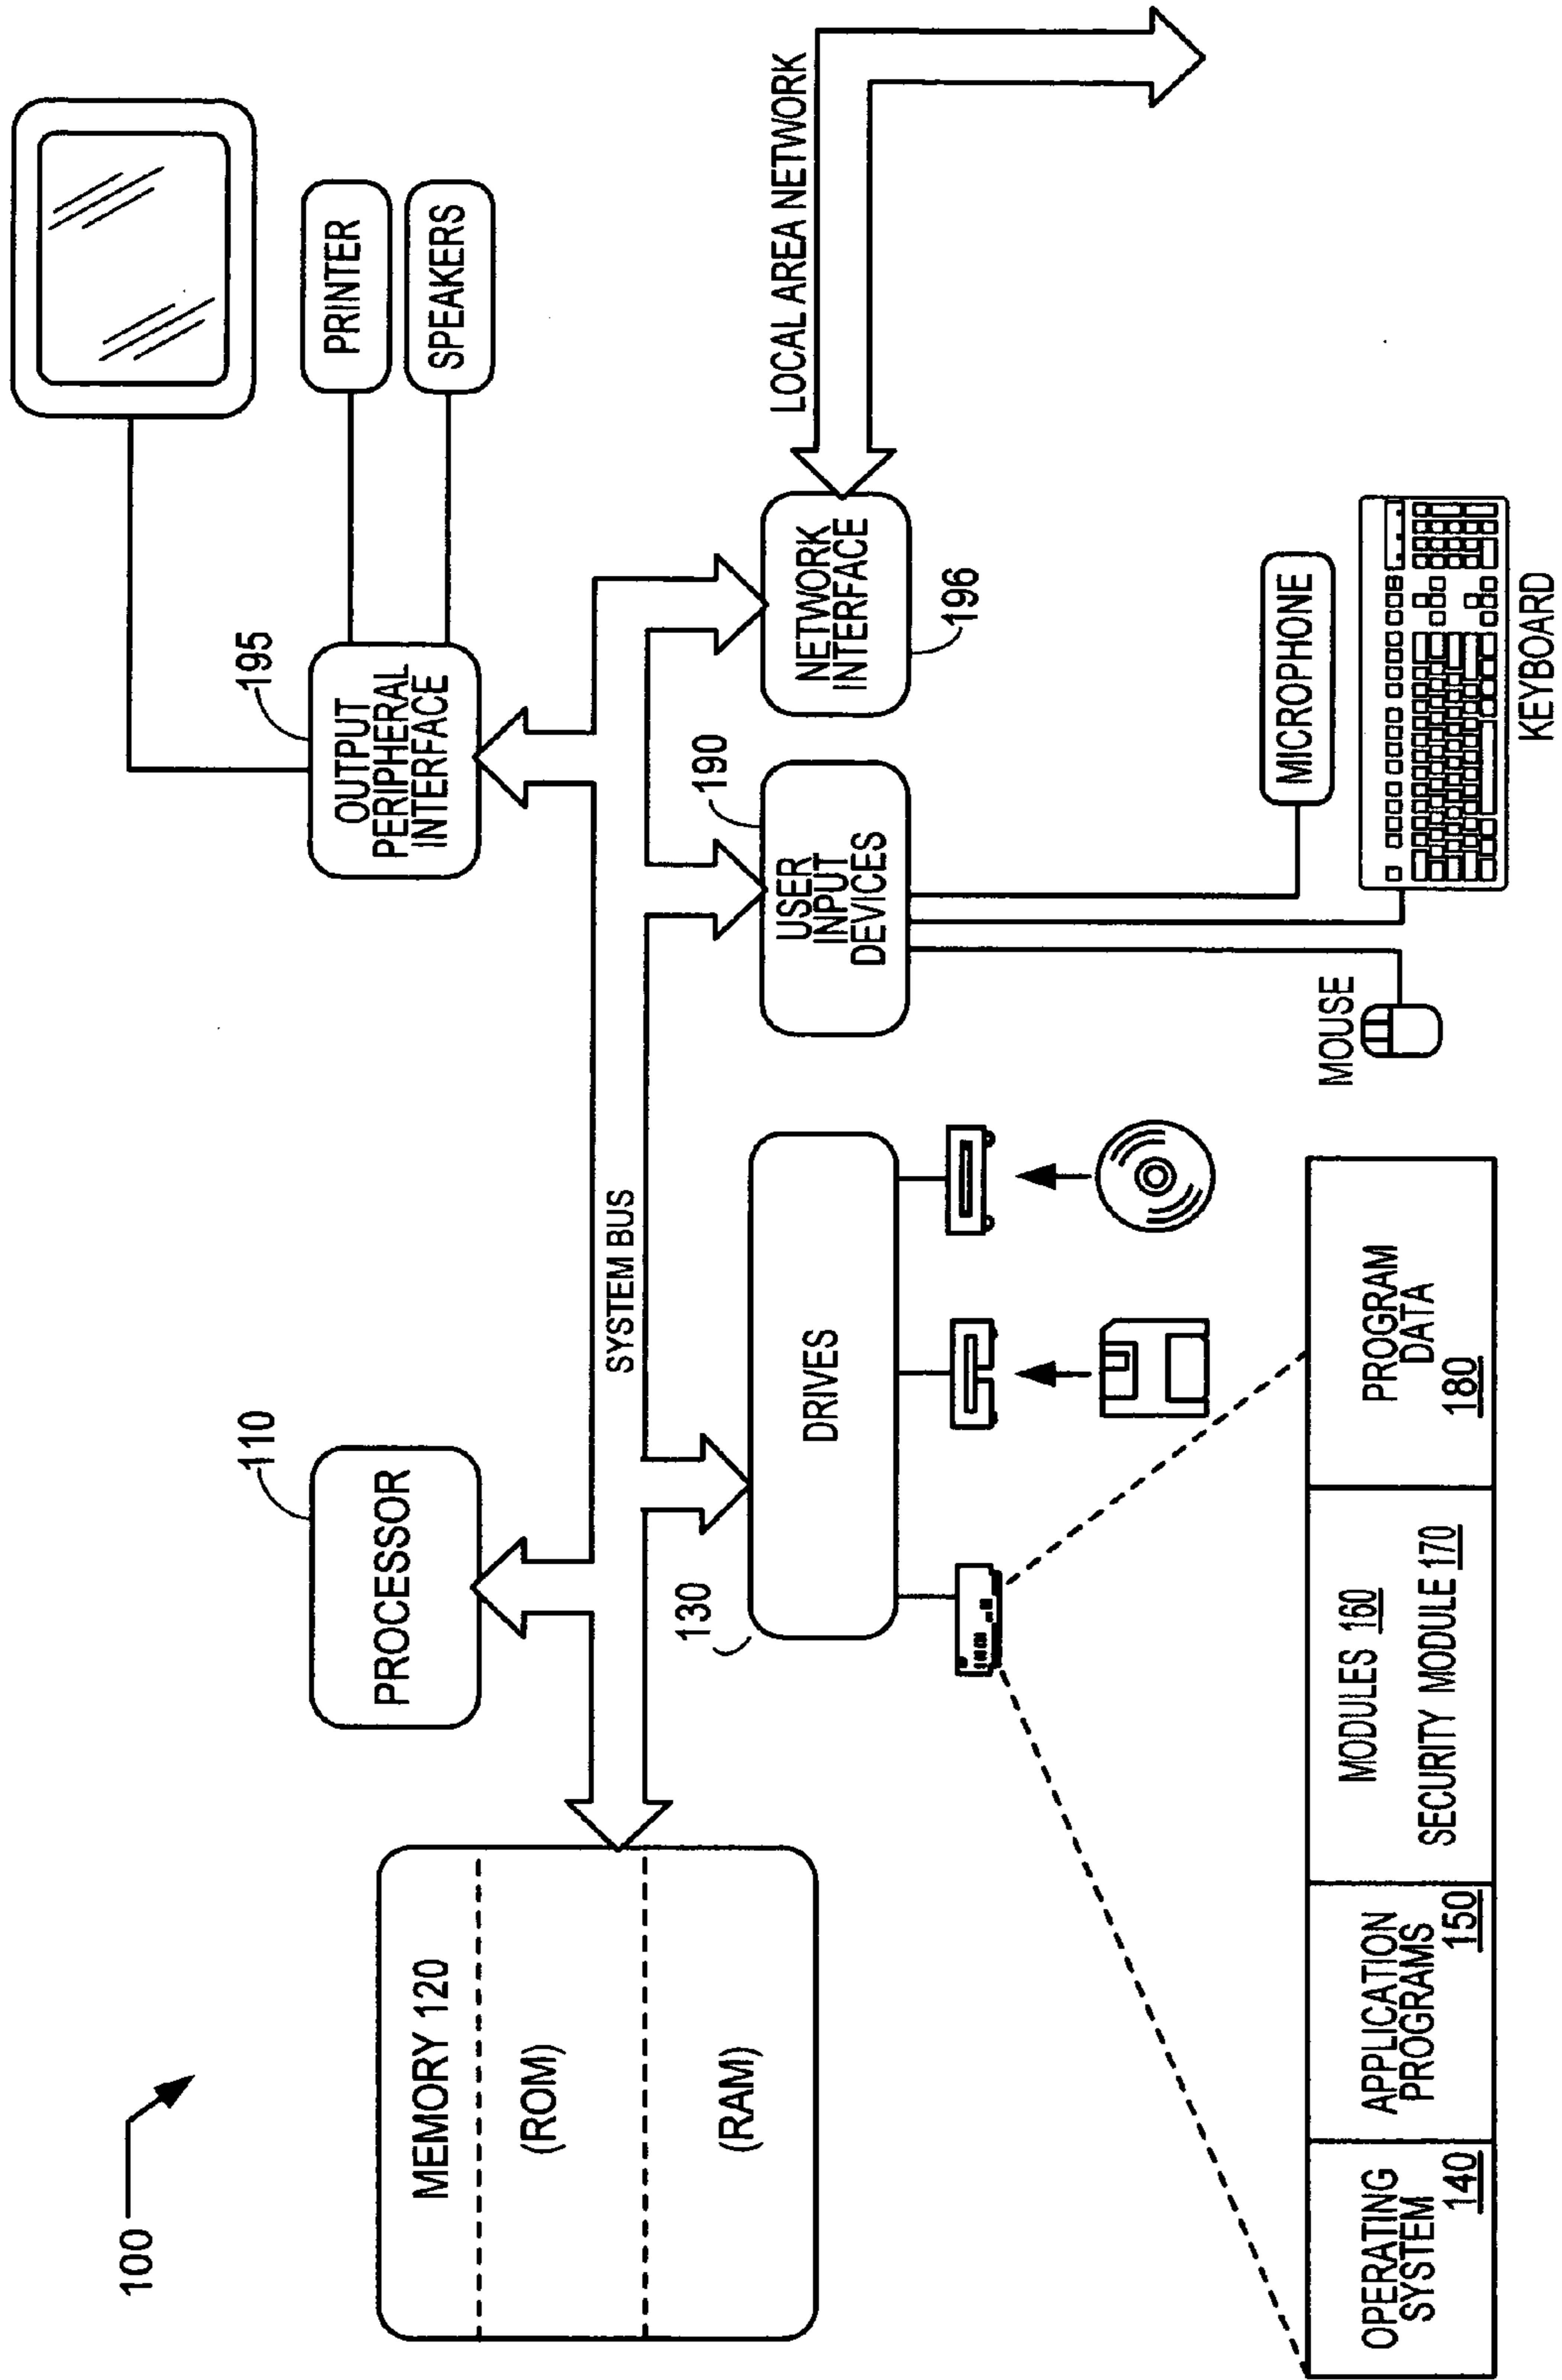 100
MEMORY 120
(ROM)
(RAM)
PROCESSOR
110
SYSTEM BUS
OUTPUT
PERIPHERAL
INTERFACE
195
PRINTER
SPEAKERS
130
DRIVES
USER
INPUT
DEVICES
190
NETWORK
INTERFACE
196
LOCAL AREA NETWORK
MOUSE
MICROPHONE
KEYBOARD
OPERATING
SYSTEM
140
APPLICATION
PROGRAMS
150
MODULES 160
SECURITY MODULE 170
PROGRAM
DATA
180